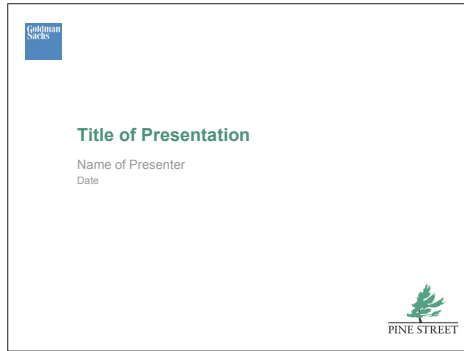 Goldman
Sachs
Title of Presentation
Name of Presenter
Date
PINE STREET